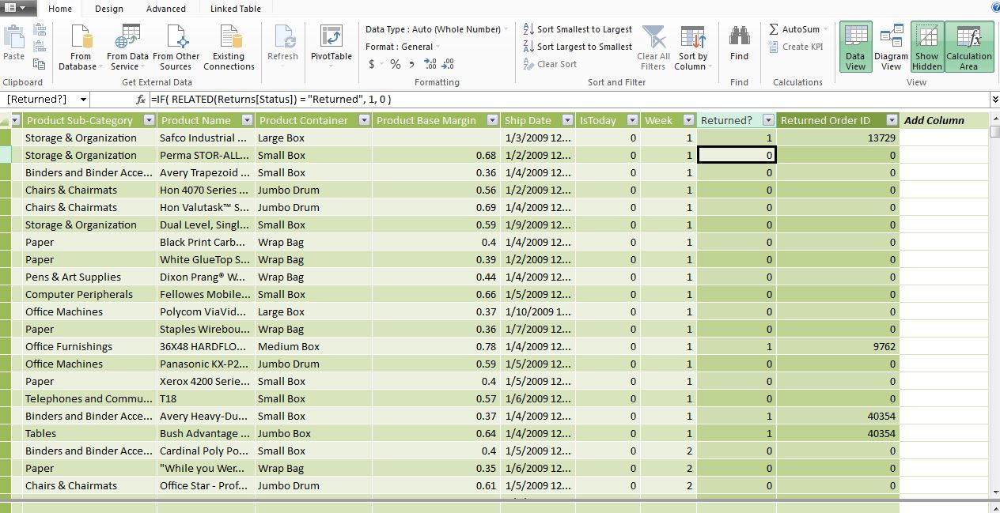 Home Design Advanced Linked Table
Paste
Clipboard
From Database
From Data Service
From Other Sources
Existing Connections
Get External Data
Refresh
PivotTable
Data Type : Auto (Whole Number)
Format : General
$ % , .00 .00
Formatting
Sort Smallest to Largest
Sort Largest to Smallest
Clear Sort
Clear All Filters
Sort by Column
Sort and Filter
Find
Find
AutoSum
Create KPI
Calculations
Data View
Diagram View
Show Hidden
Calculation Area
View
[Returned?] fx =IF( RELATED(Returns[Status]) = "Returned", 1, 0 )
Product Sub-Category Product Name Product Container Product Base Margin Ship Date IsToday Week Returned? Returned Order ID Add Column
Storage & Organization Safco Industrial ... Large Box 1/3/2009 12... 0 1 1 13729
Storage & Organization Perma STOR-ALL... Small Box 0.68 1/2/2009 12... 0 1 0 0
Binders and Binder Acce... Avery Trapezoid ... Small Box 0.36 1/4/2009 12... 0 1 0 0
Chairs & Chairmats Hon 4070 Series ... Jumbo Drum 0.56 1/2/2009 12... 0 1 0 0
Chairs & Chairmats Hon Valutask™ S... Jumbo Drum 0.69 1/4/2009 12... 0 1 0 0
Storage & Organization Dual Level, Singl... Small Box 0.59 1/9/2009 12... 0 1 0 0
Paper Black Print Carb... Wrap Bag 0.4 1/4/2009 12... 0 1 0 0
Paper White GlueTop S... Wrap Bag 0.39 1/2/2009 12... 0 1 0 0
Pens & Art Supplies Dixon Prang® W... Wrap Bag 0.44 1/4/2009 12... 0 1 0 0
Computer Peripherals Fellowes Mobile... Small Box 0.66 1/5/2009 12... 0 1 0 0
Office Machines Polycom ViaVid... Large Box 0.37 1/10/2009 1... 0 1 0 0
Paper Staples Wirebou... Wrap Bag 0.36 1/7/2009 12... 0 1 0 0
Office Furnishings 36X48 HARDFLO... Medium Box 0.78 1/4/2009 12... 0 1 1 9762
Office Machines Panasonic KX-P2... Jumbo Drum 0.59 1/5/2009 12... 0 1 0 0
Paper Xerox 4200 Serie... Small Box 0.4 1/5/2009 12... 0 1 0 0
Telephones and Commu... T18 Small Box 0.57 1/6/2009 12... 0 1 0 0
Binders and Binder Acce... Avery Heavy-Du... Small Box 0.37 1/4/2009 12... 0 1 1 40354
Tables Bush Advantage ... Jumbo Box 0.64 1/4/2009 12... 0 1 1 40354
Binders and Binder Acce... Cardinal Poly Po... Small Box 0.4 1/5/2009 12... 0 2 0 0
Paper "While you Wer... Wrap Bag 0.35 1/6/2009 12... 0 2 0 0
Chairs & Chairmats Office Star - Prof... Jumbo Drum 0.61 1/5/2009 12... 0 2 0 0